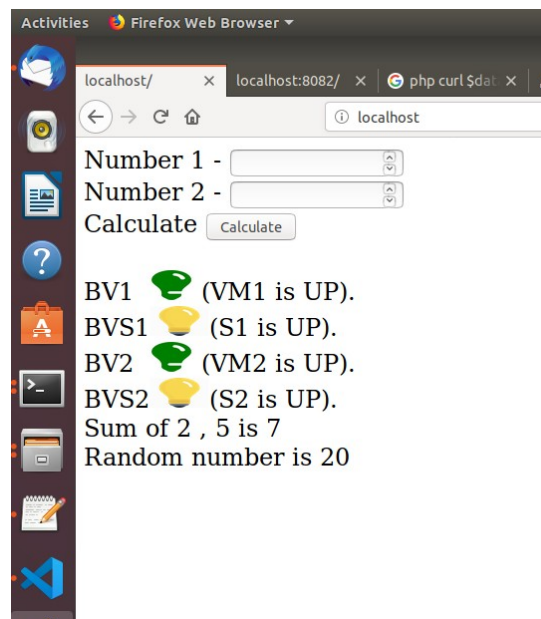 Activities Firefox Web Browser
localhost/ localhost:8082/ php curl $dat
localhost
Number 1 -
Number 2 -
Calculate Calculate
BV1 (VM1 is UP).
BVS1 (S1 is UP).
BV2 (VM2 is UP).
BVS2 (S2 is UP).
Sum of 2 , 5 is 7
Random number is 20